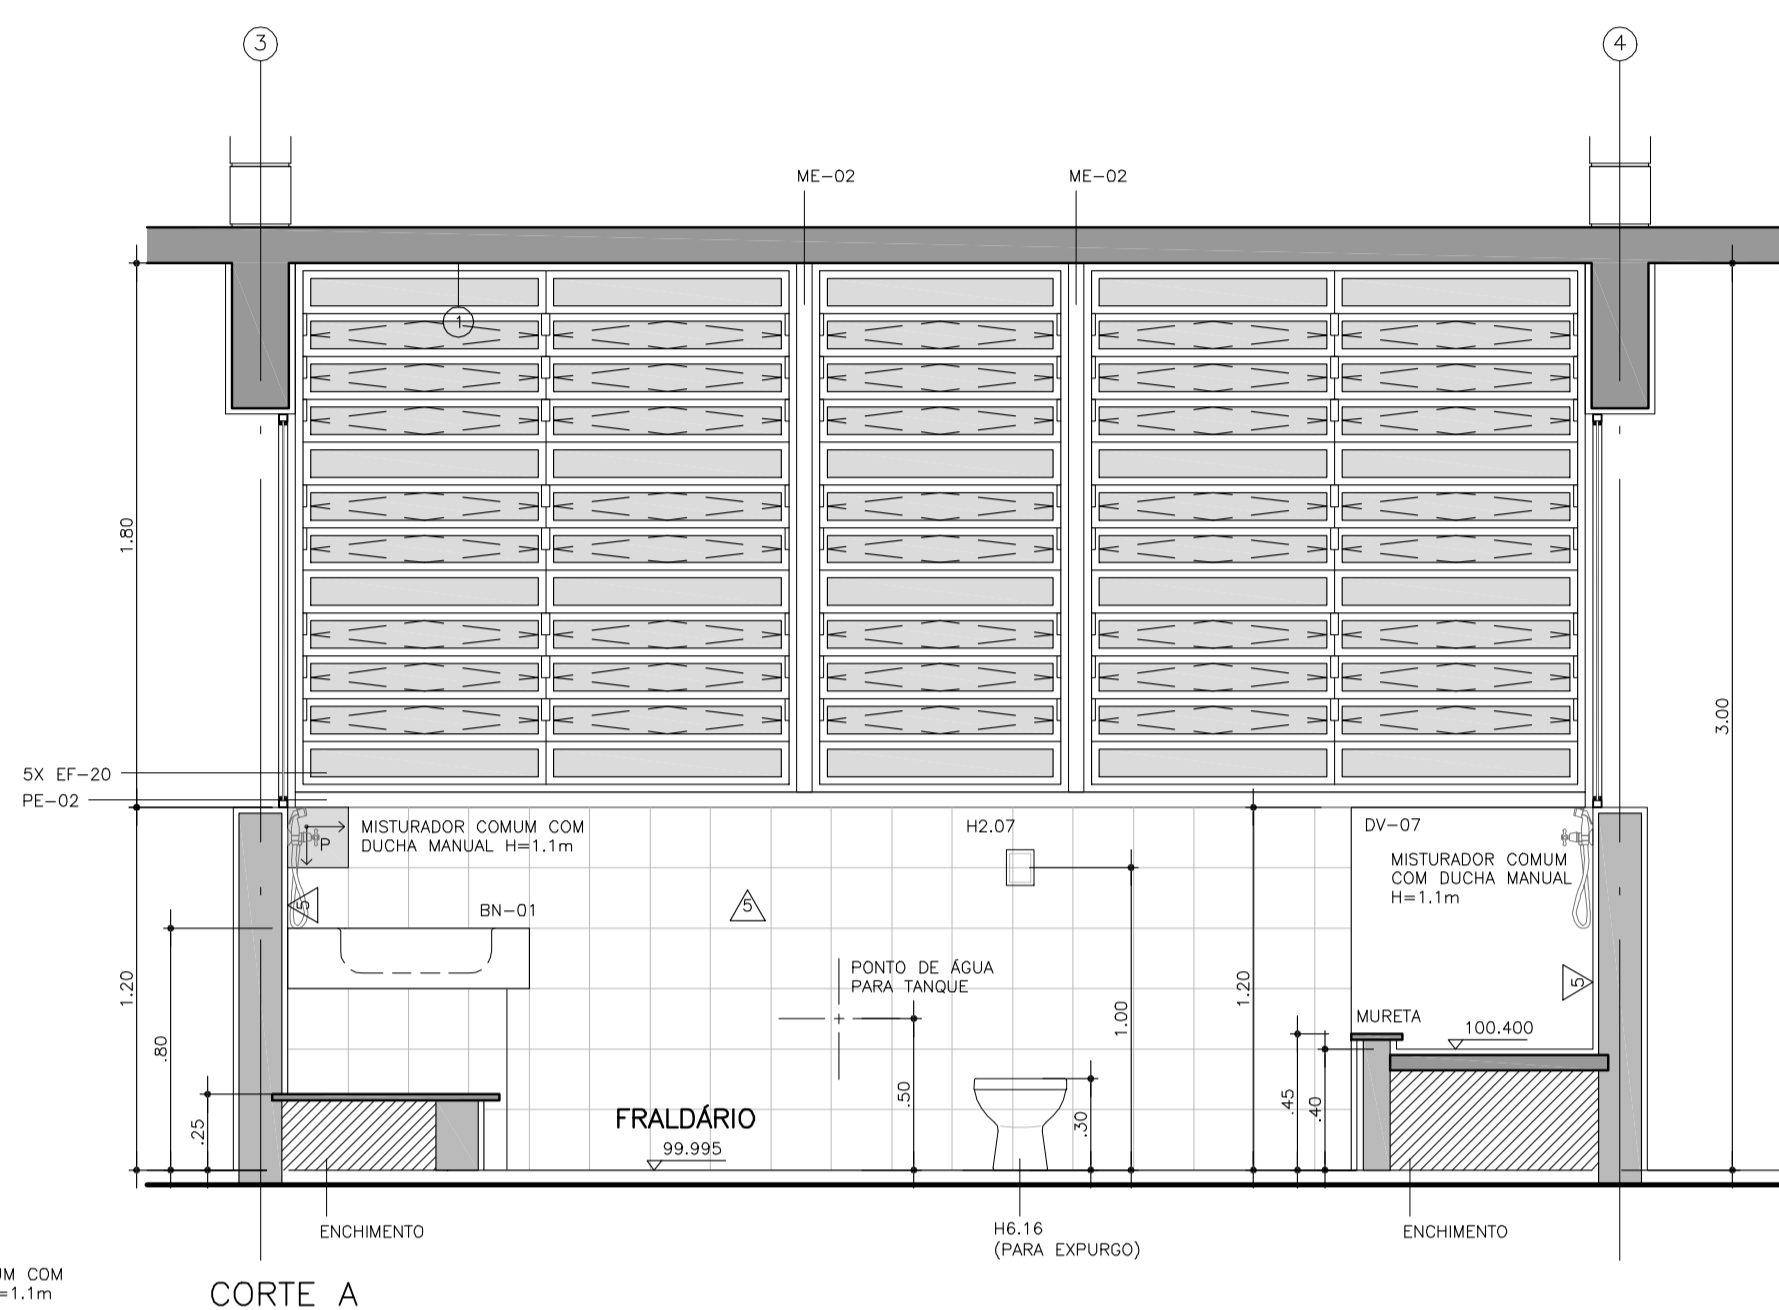 3
4
ME-02
ME-02
1
1.80
3.00
5X EF-20
PE-02
MISTURADOR COMUM COM
DUCHA MANUAL H=1.1m
P
H2.07
DV-07
MISTURADOR COMUM
COM DUCHA MANUAL
H=1.1m
5
BN-01
5
1.20
.80
PONTO DE ÁGUA
PARA TANQUE
1.00
1.20
5
MURETA
100.400
.25
FRALDÁRIO
99.995
.50
.30
.45
.40
ENCHIMENTO
H6.16
(PARA EXPURGO)
ENCHIMENTO
UM COM
=1.1m
CORTE A